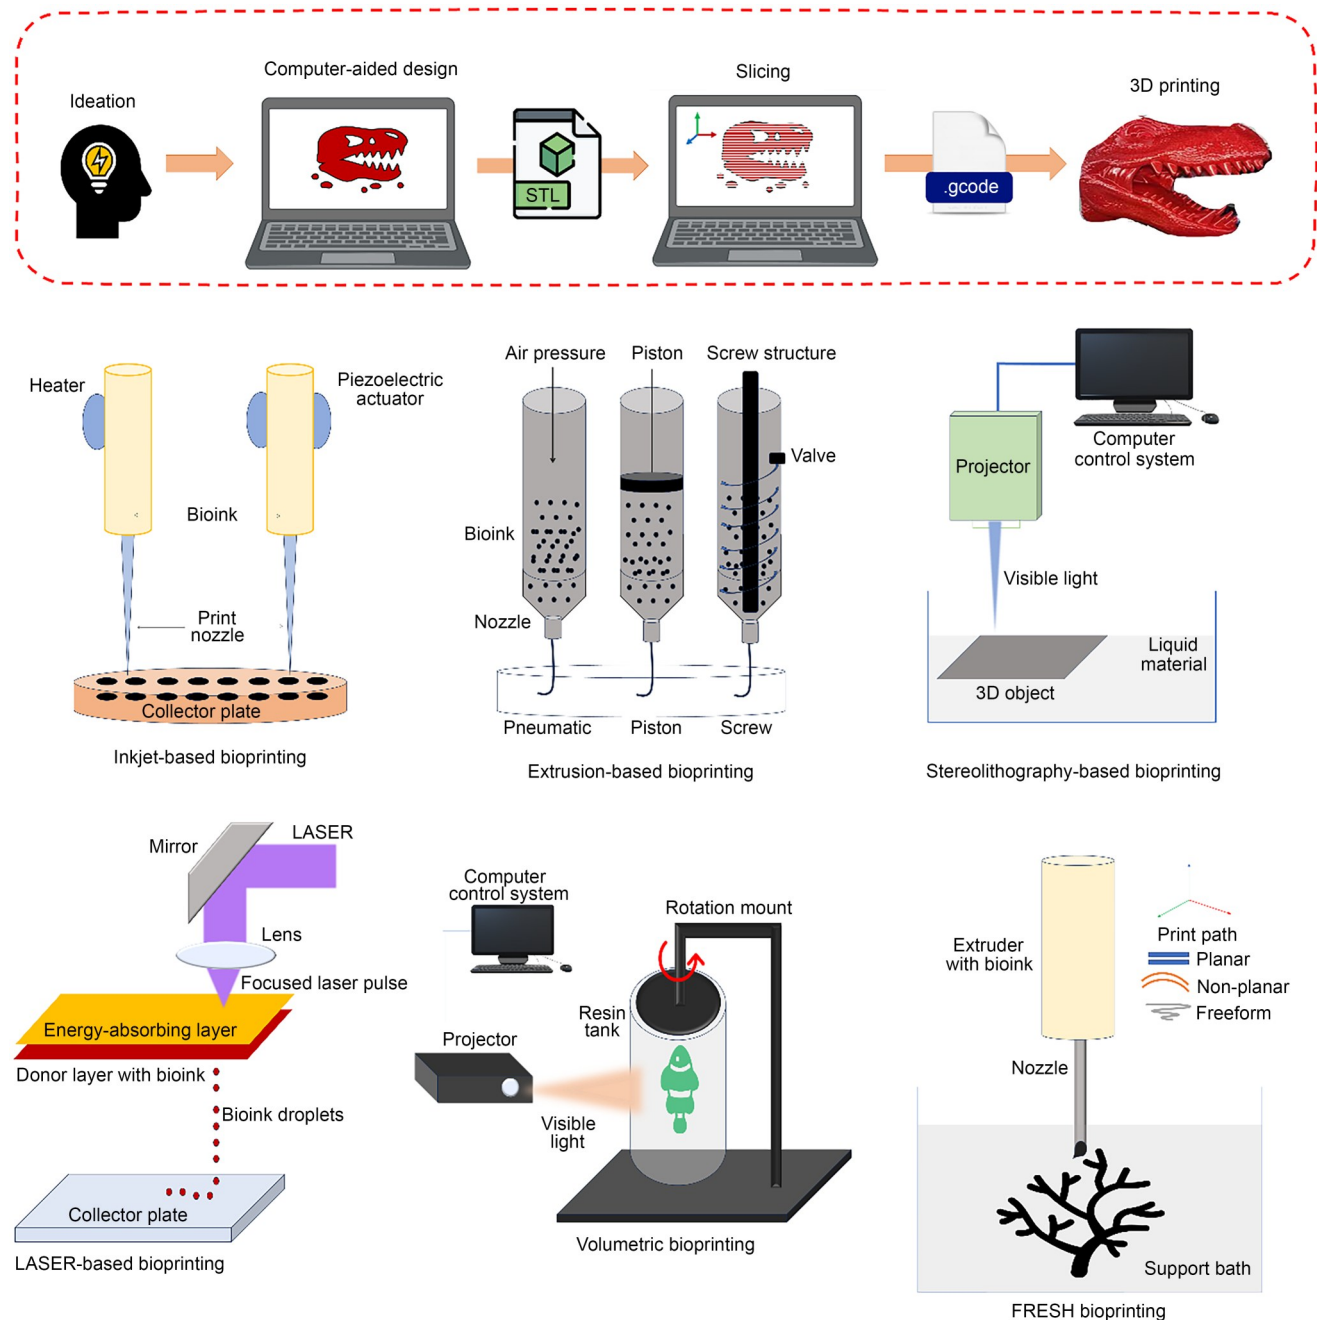 Computer-aided design
Slicing
3D printing
Ideation
STL
.gcode
Air pressure
Piston
Screw structure
Heater
Piezoelectric
actuator
Valve
Bioink
Bioink
Nozzle
Print
nozzle
Collector plate
Pneumatic
Piston
Screw
Computer
control system
Projector
Visible light
Liquid
material
3D object
Inkjet-based bioprinting
Extrusion-based bioprinting
Stereolithography-based bioprinting
Mirror
LASER
Lens
Focused laser pulse
Energy-absorbing layer
Donor layer with bioink
Bioink droplets
Collector plate
LASER-based bioprinting
Computer
control system
Rotation mount
Resin
tank
Projector
Visible
light
Volumetric bioprinting
Extruder
with bioink
Print path
Planar
Non-planar
Freeform
Nozzle
Support bath
FRESH bioprinting